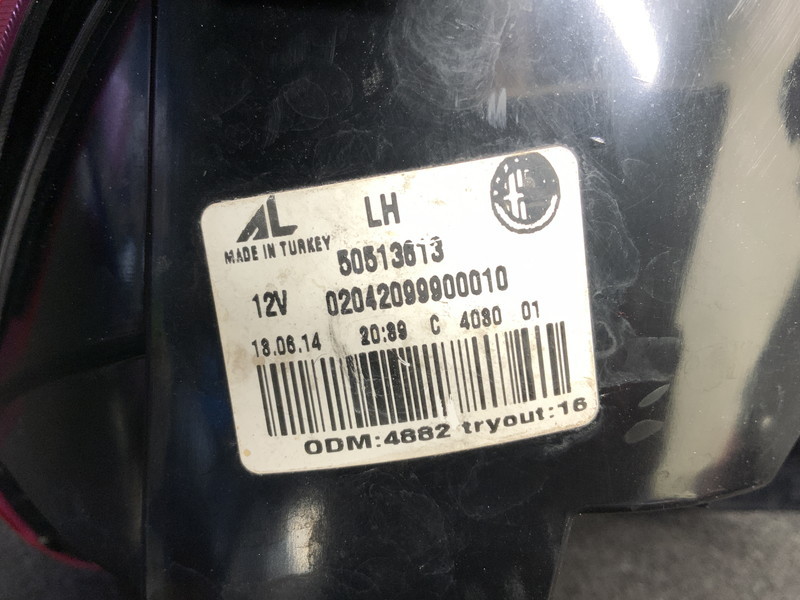 AL LH
MADE IN TURKEY
50513613
12V 02042099900010
18.06.14 20:39 C 4030 01
ODM:4882 tryout:16